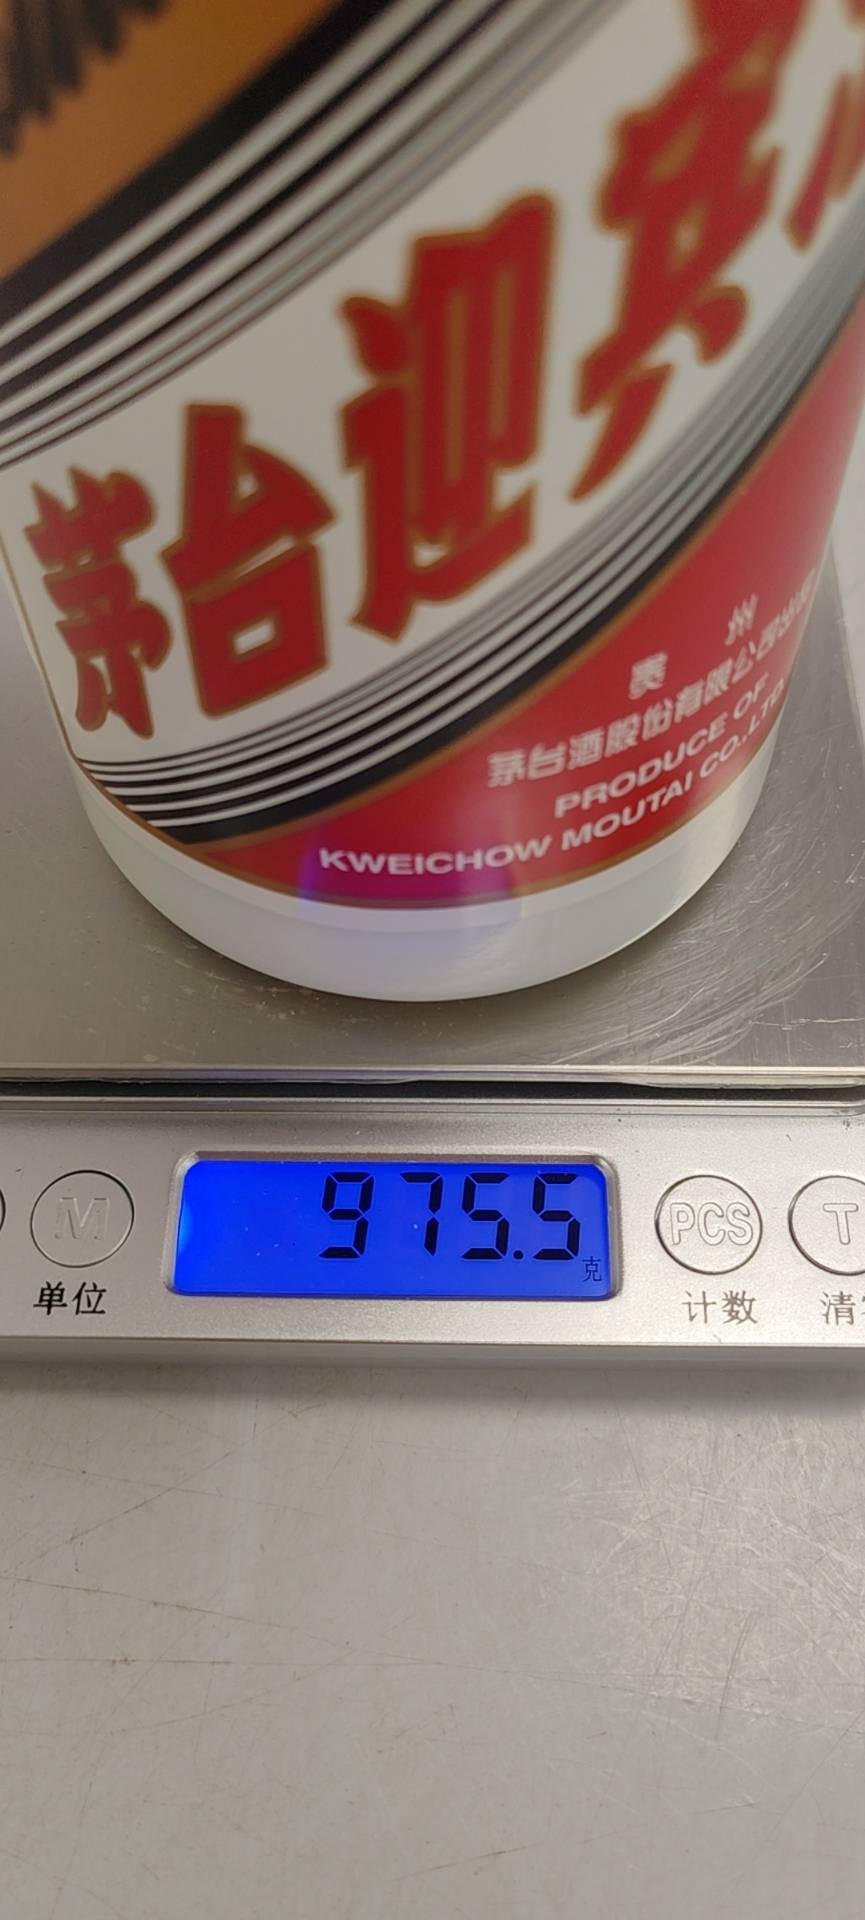 茅台迎宾
贵 州
茅台酒股份有限公司出品
PRODUCE OF
KWEICHOW MOUTAI CO.,LTD
975.5
克
M
PCS
T
单位
计数
清